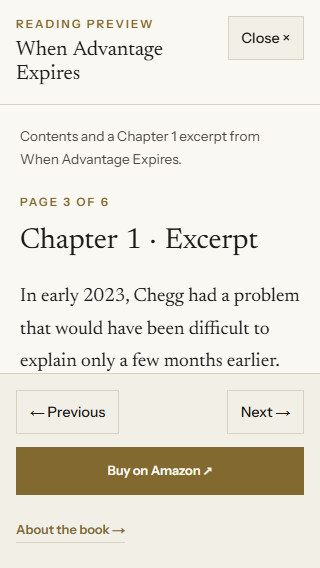 READING PREVIEW
When Advantage
Expires
Close ×
Contents and a Chapter 1 excerpt from
When Advantage Expires.
PAGE 3 OF 6
Chapter 1 · Excerpt
In early 2023, Chegg had a problem
that would have been difficult to
explain only a few months earlier.
← Previous
Next →
Buy on Amazon ↗
About the book →